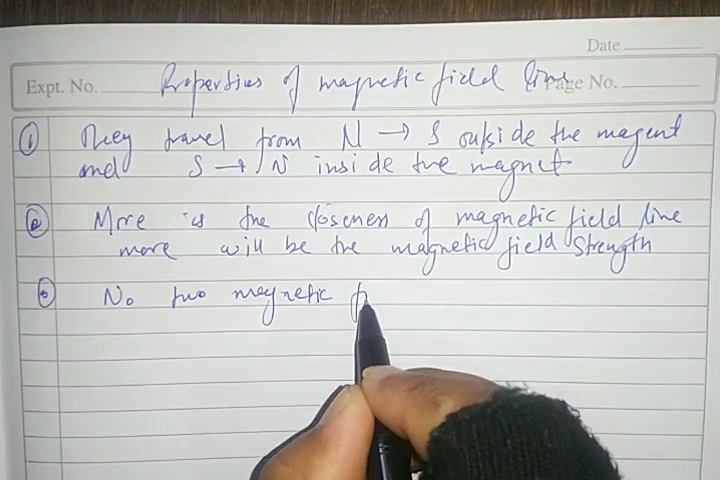 Date
Expt. No. Properties of magnetic field lines Page No.
① They travel from N → S outside the magent
and S → N inside the magnet
② More is the closeness of magnetic field line
more will be the magnetic field strength
③ No two magnetic f